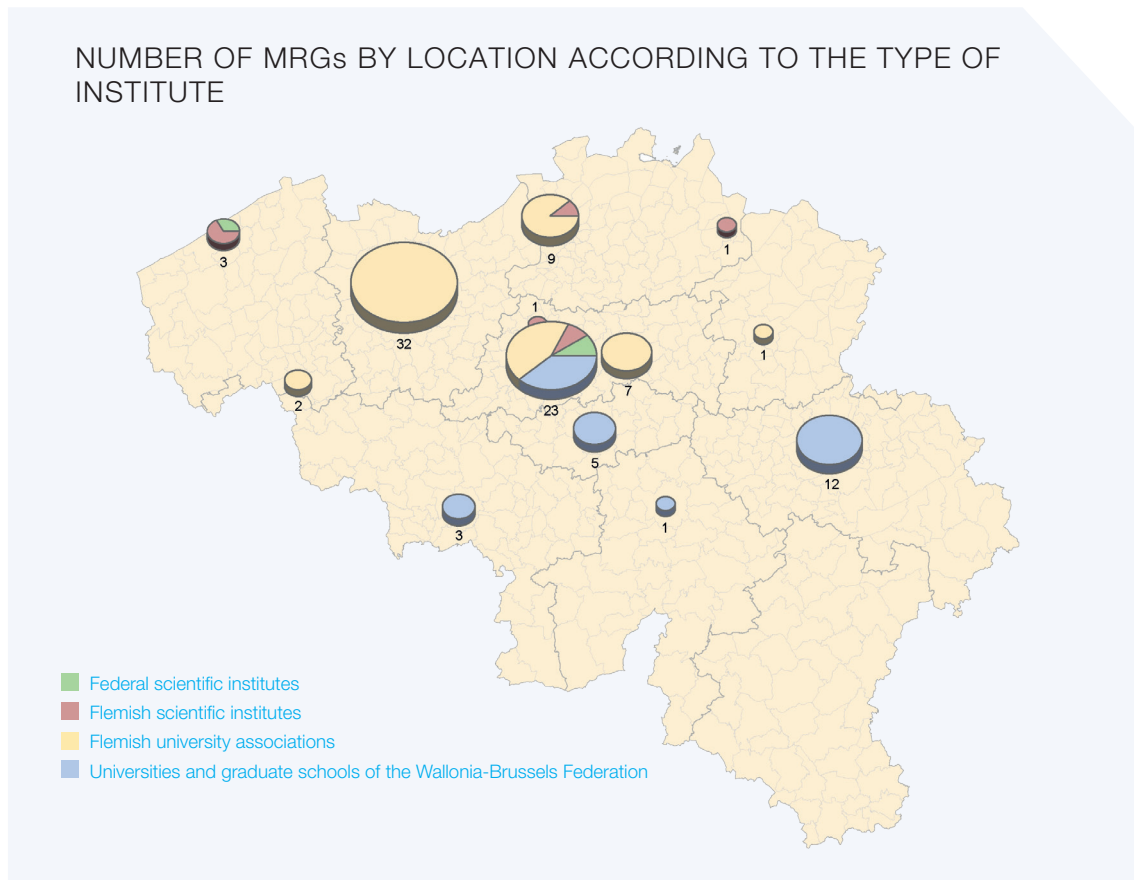 NUMBER OF MRGs BY LOCATION ACCORDING TO THE TYPE OF
INSTITUTE
3
9
1
32
1
1
7
23
2
5
12
3
1
Federal scientific institutes
Flemish scientific institutes
Flemish university associations
Universities and graduate schools of the Wallonia-Brussels Federation